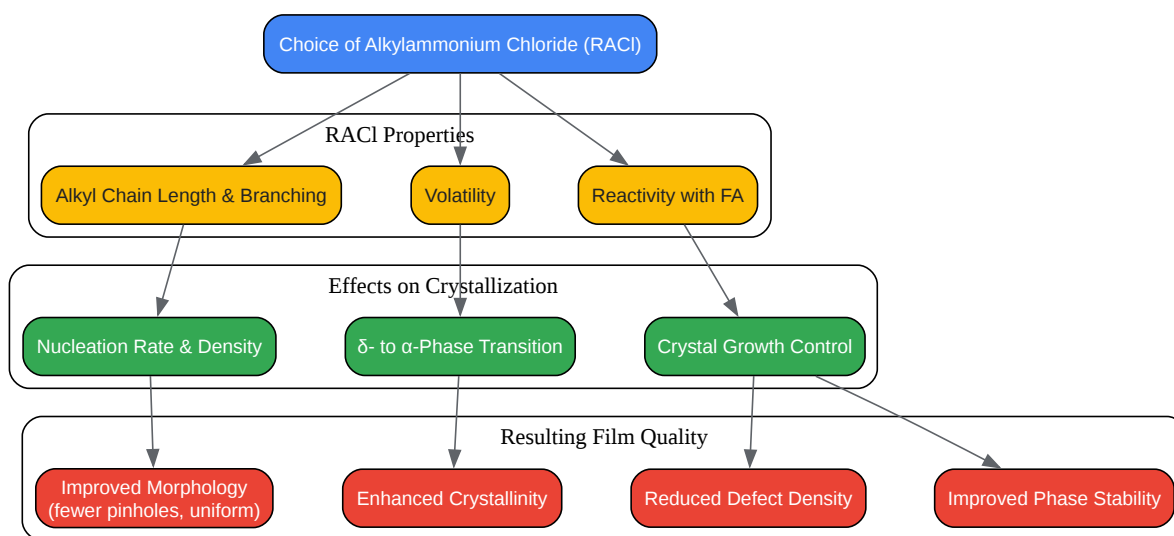 Choice of Alkylammonium Chloride (RACl)
RACl Properties
Alkyl Chain Length & Branching
Volatility
Reactivity with FA
Effects on Crystallization
Nucleation Rate & Density
δ- to α-Phase Transition
Crystal Growth Control
Resulting Film Quality
Improved Morphology
(fewer pinholes, uniform)
Enhanced Crystallinity
Reduced Defect Density
Improved Phase Stability